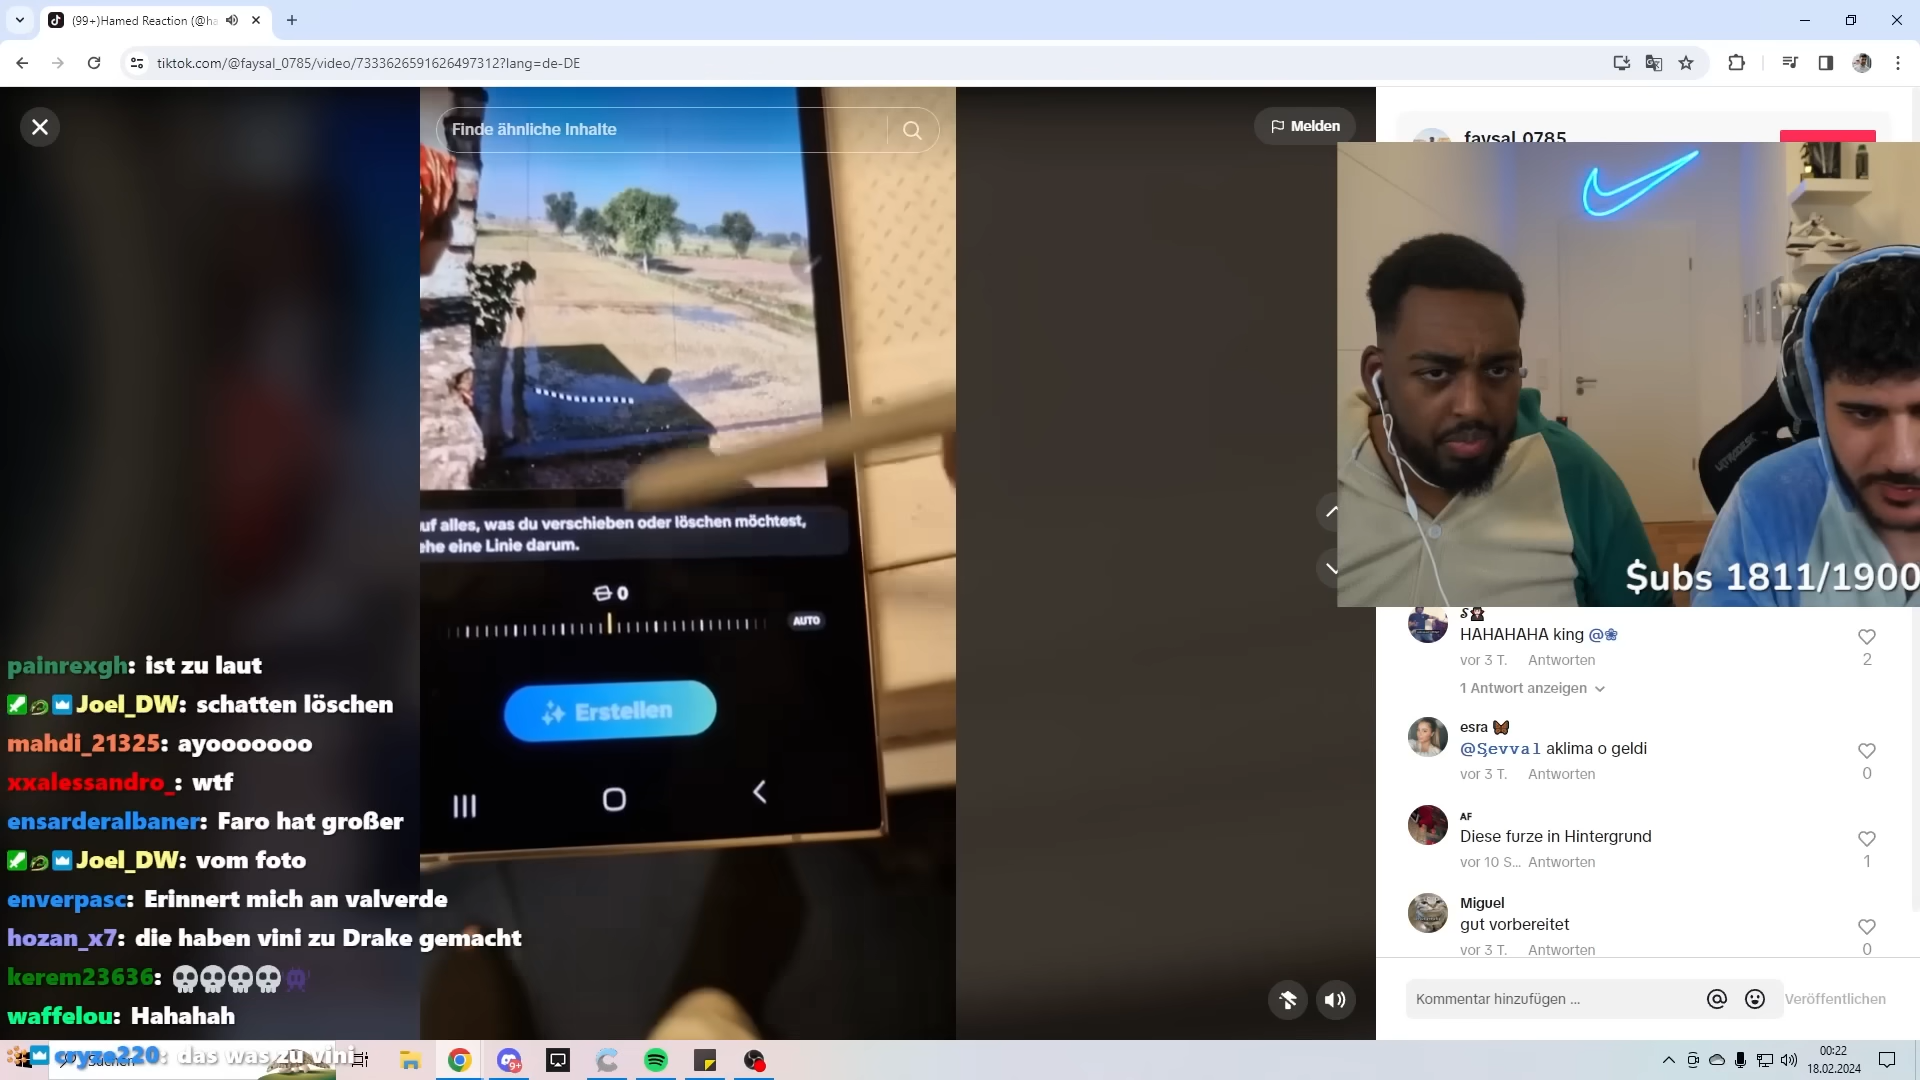 (99+)Hamed Reaction (@ha
tiktok.com/@faysal_0785/video/7333626591626497312?lang=de-DE
Finde ähnliche Inhalte
Melden
faysal_0785
uf alles, was du verschieben oder löschen möchtest,
ehe eine Linie darum.
0
AUTO
Erstellen
$ubs 1811/1900
HAHAHAHA king @
vor 3 T. Antworten
2
1 Antwort anzeigen
esra
@Şevval aklima o geldi
vor 3 T. Antworten
0
AF
Diese furze in Hintergrund
vor 10 S... Antworten
1
Miguel
gut vorbereitet
vor 3 T. Antworten
0
Kommentar hinzufügen ...
Veröffentlichen
painrexgh: ist zu laut
Joel_DW: schatten löschen
mahdi_21325: ayooooooo
xxalessandro_: wtf
ensarderalbaner: Faro hat großer
Joel_DW: vom foto
enverpasc: Erinnert mich an valverde
hozan_x7: die haben vini zu Drake gemacht
kerem23636: 💀💀💀💀👾
waffelou: Hahahah
das was zu vini
Suchen
9+
00:22
18.02.2024